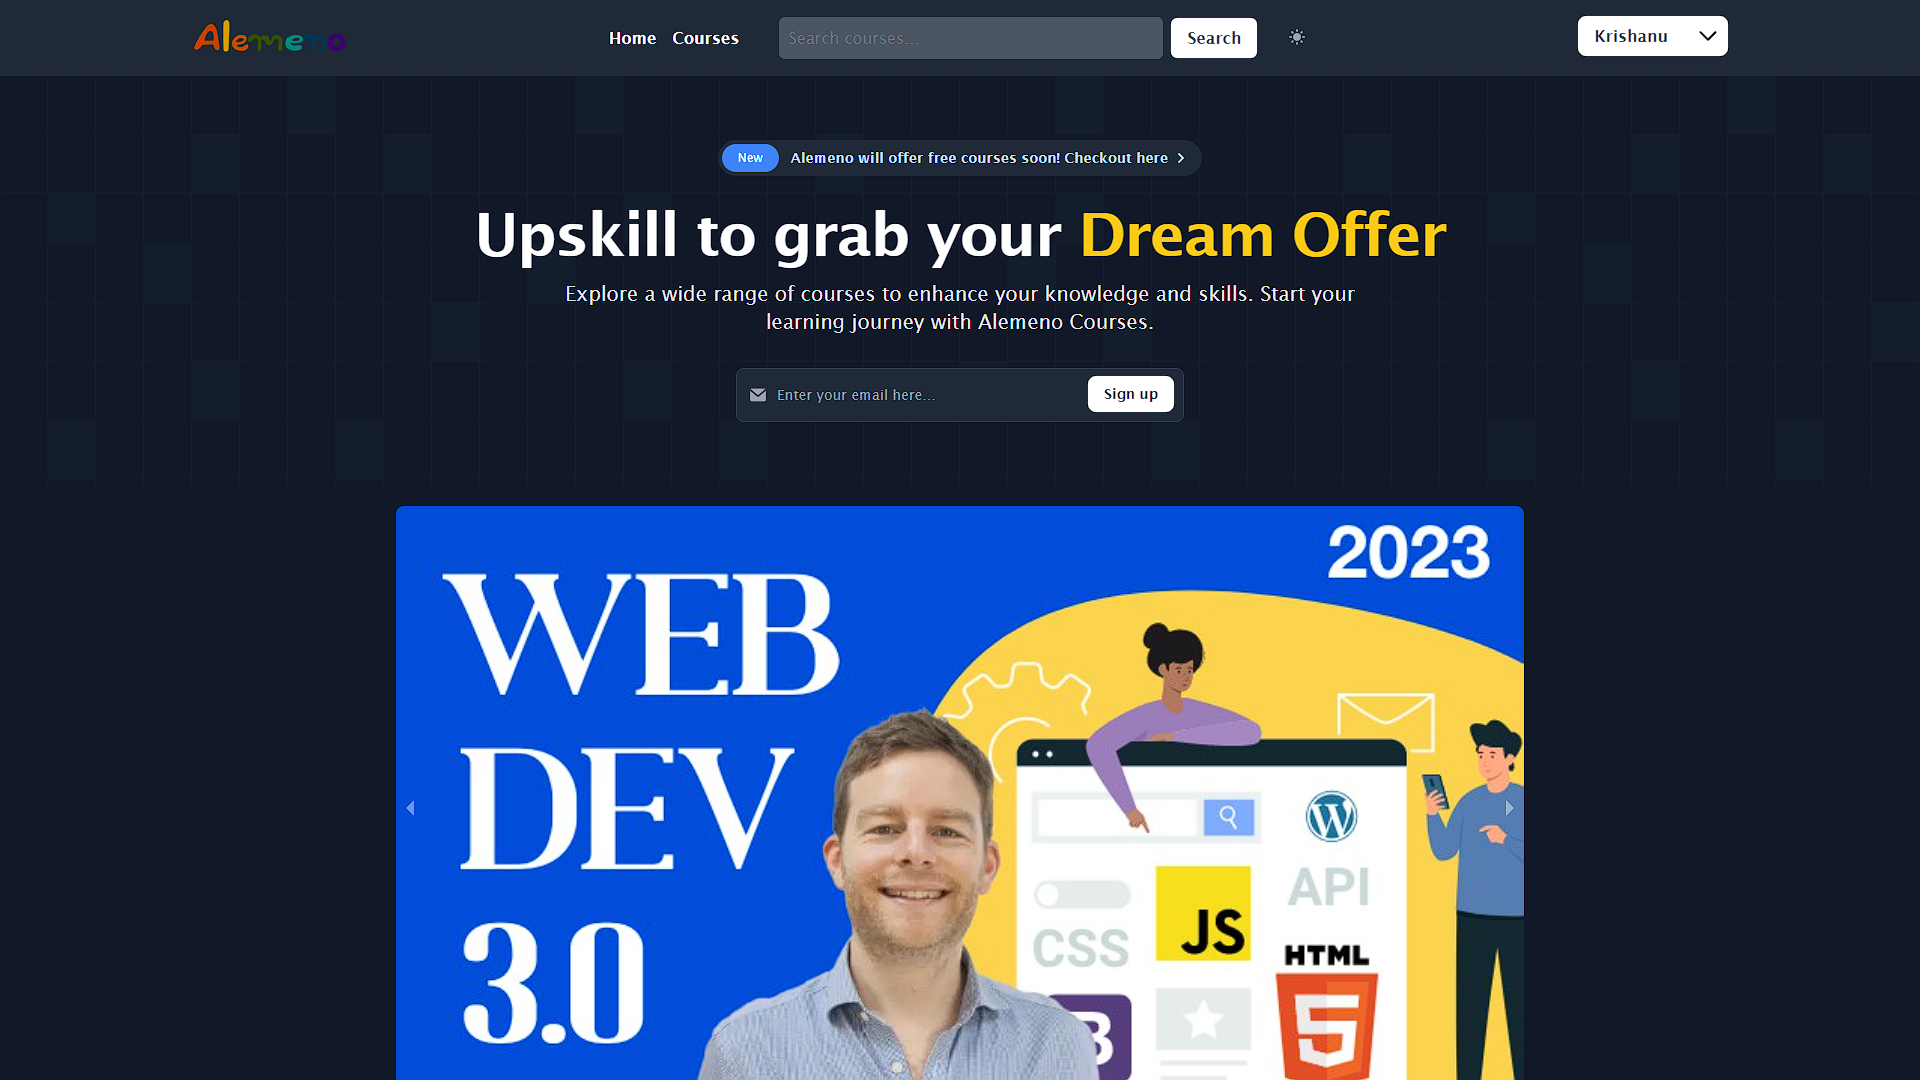 Alemeno
Home
Courses
Search courses...
Search
Krishanu
New
Alemeno will offer free courses soon! Checkout here
Upskill to grab your Dream Offer
Explore a wide range of courses to enhance your knowledge and skills. Start your
learning journey with Alemeno Courses.
Enter your email here...
Sign up
2023
WEB
DEV
3.0
API
CSS
JS
HTML
5
B